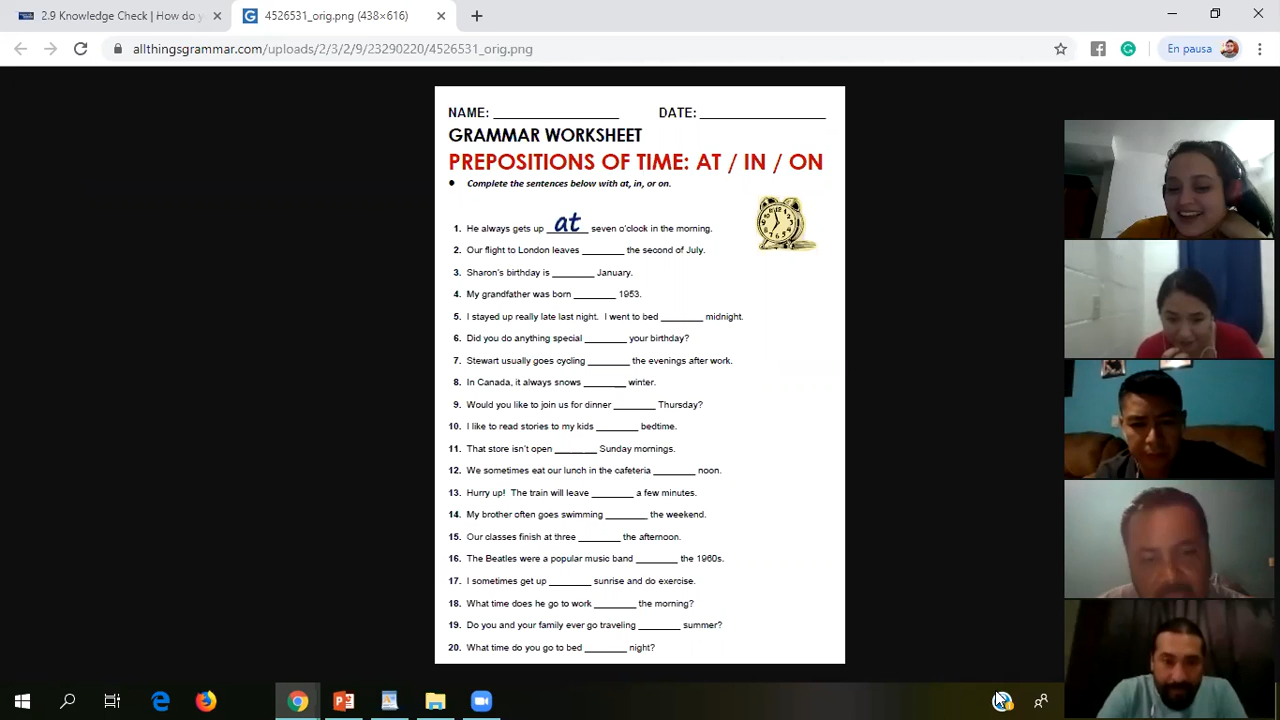 2.9 Knowledge Check | How do y
4526531_orig.png (438×616)
allthingsgrammar.com/uploads/2/3/2/9/23290220/4526531_orig.png
En pausa
NAME: ____________________ DATE: ____________________
GRAMMAR WORKSHEET
PREPOSITIONS OF TIME: AT / IN / ON
• Complete the sentences below with at, in, or on.
1. He always gets up at seven o'clock in the morning.
2. Our flight to London leaves ________ the second of July.
3. Sharon's birthday is ________ January.
4. My grandfather was born ________ 1953.
5. I stayed up really late last night. I went to bed ________ midnight.
6. Did you do anything special ________ your birthday?
7. Stewart usually goes cycling ________ the evenings after work.
8. In Canada, it always snows ________ winter.
9. Would you like to join us for dinner ________ Thursday?
10. I like to read stories to my kids ________ bedtime.
11. That store isn't open ________ Sunday mornings.
12. We sometimes eat our lunch in the cafeteria ________ noon.
13. Hurry up! The train will leave ________ a few minutes.
14. My brother often goes swimming ________ the weekend.
15. Our classes finish at three ________ the afternoon.
16. The Beatles were a popular music band ________ the 1960s.
17. I sometimes get up ________ sunrise and do exercise.
18. What time does he go to work ________ the morning?
19. Do you and your family ever go traveling ________ summer?
20. What time do you go to bed ________ night?